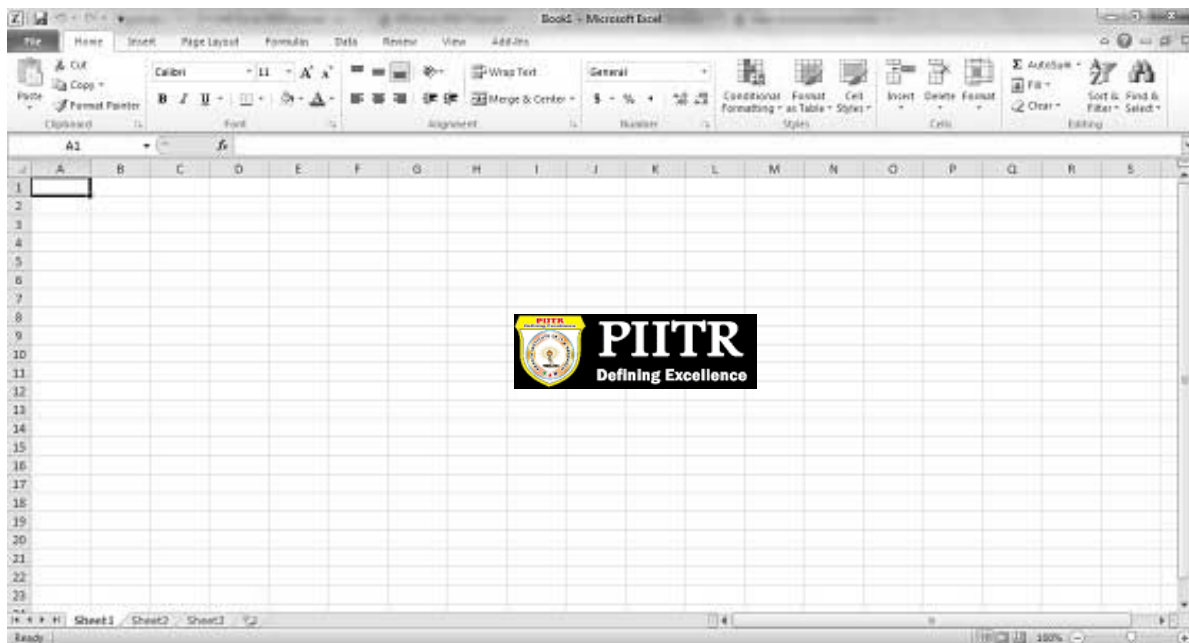 Book1 - Microsoft Excel
File Home Insert Page Layout Formulas Data Review View Add-Ins
Paste
Cut
Copy
Format Painter
Clipboard
Calibri 11
B I U
Font
Wrap Text
Merge & Center
Alignment
General
$ % ,
Number
Conditional Formatting
Format as Table
Cell Styles
Styles
Insert Delete Format
Cells
Σ AutoSum
Fill
Clear
Sort & Filter
Find & Select
Editing
A1 fx
A B C D E F G H I J K L M N O P Q R S
1
2
3
4
5
6
7
8
9
10
11
12
13
14
15
16
17
18
19
20
21
22
23
PIITR
Defining Excellence
PIITR
Defining Excellence
Sheet1 Sheet2 Sheet3
Ready 100%